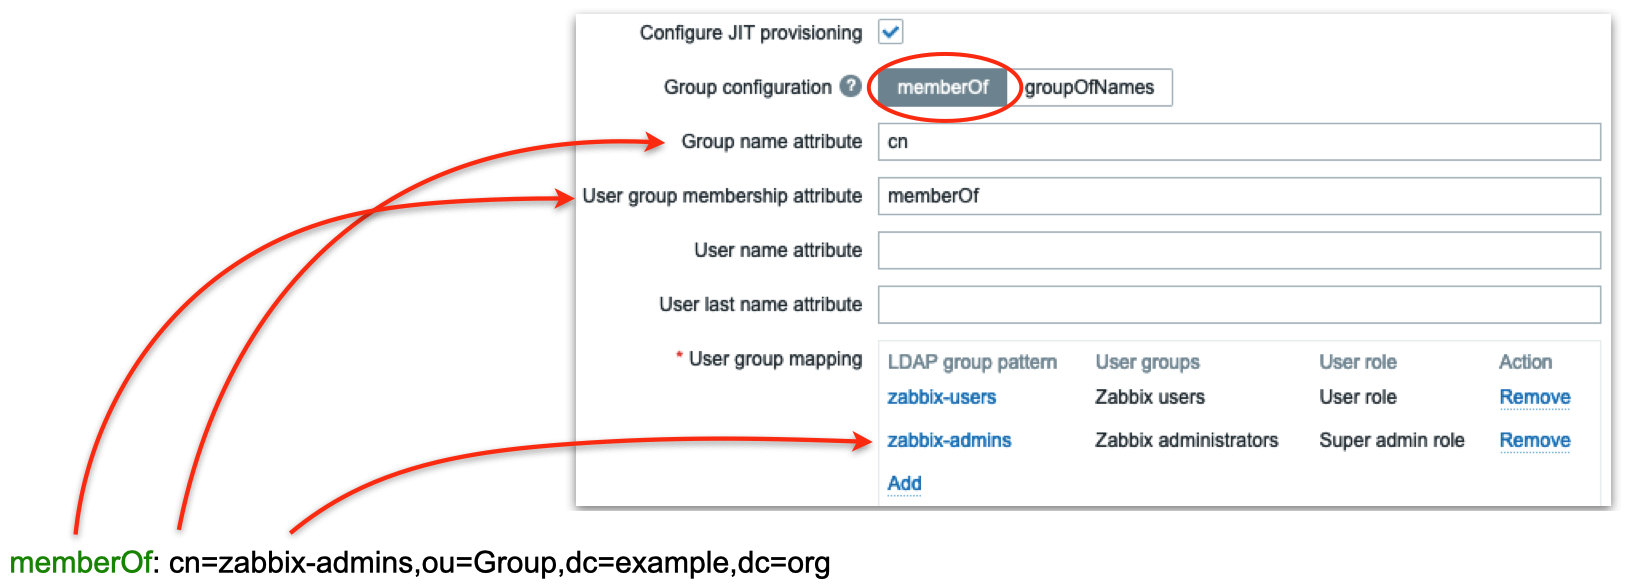 Configure JIT provisioning
Group configuration ? memberOf groupOfNames
Group name attribute cn
User group membership attribute memberOf
User name attribute
User last name attribute
* User group mapping LDAP group pattern User groups User role Action
zabbix-users Zabbix users User role Remove
zabbix-admins Zabbix administrators Super admin role Remove
Add
memberOf: cn=zabbix-admins,ou=Group,dc=example,dc=org